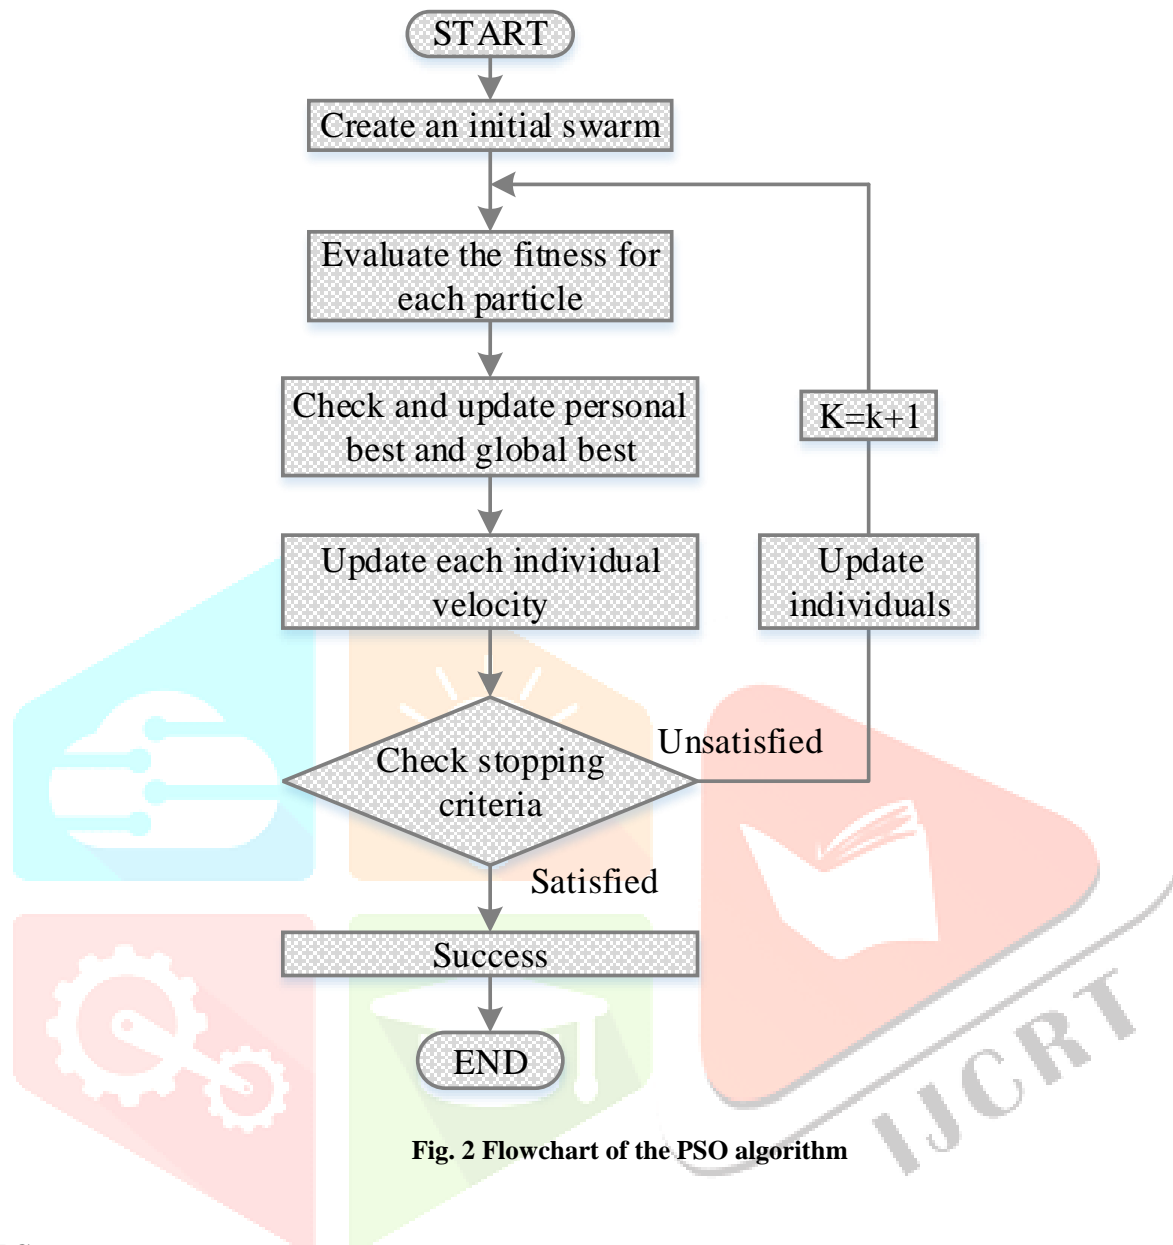 START
Create an initial swarm
Evaluate the fitness for
each particle
Check and update personal
best and global best
K=k+1
Update each individual
velocity
Update
individuals
Check stopping
criteria
Unsatisfied
Satisfied
Success
END
IJCRT
Fig. 2 Flowchart of the PSO algorithm